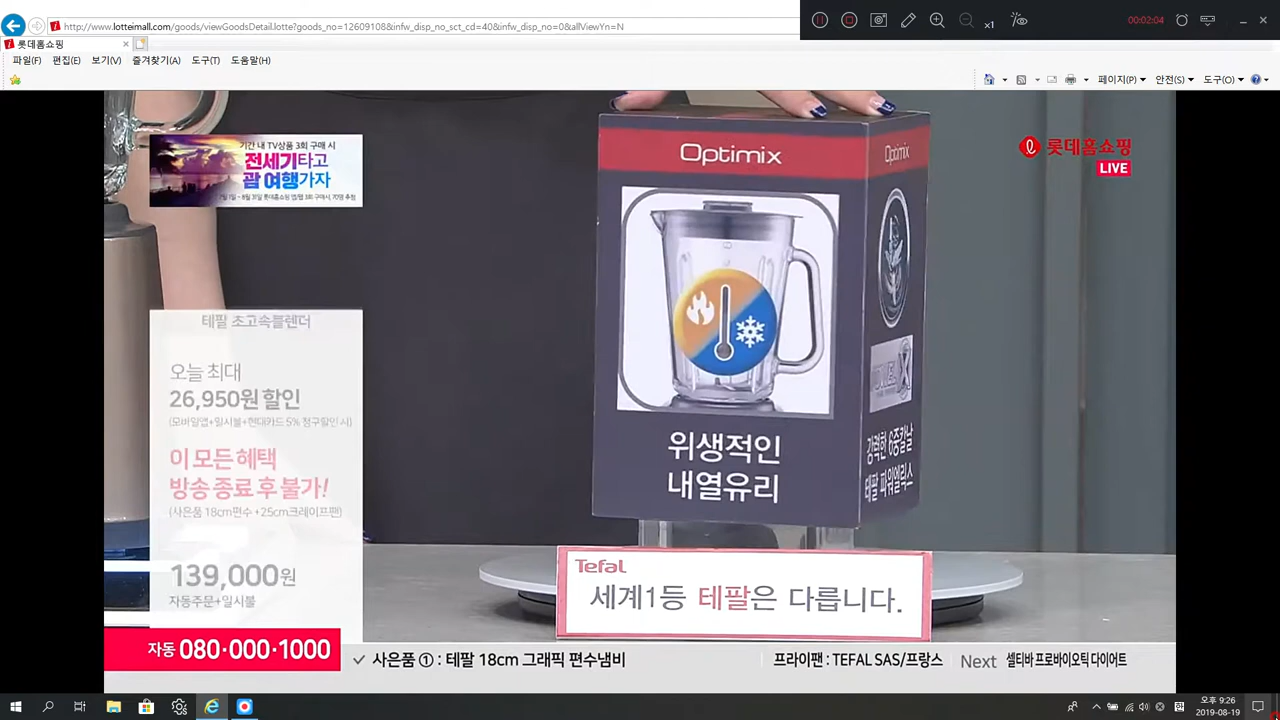 http://www.lotteimall.com/goods/viewGoodsDetail.lotte?goods_no=12609108&infw_disp_no_sct_cd=40&infw_disp_no=0&allViewYn=N
×1
00:02:04
롯데홈쇼핑
파일(F) 편집(E) 보기(V) 즐겨찾기(A) 도구(T) 도움말(H)
페이지(P) 안전(S) 도구(O)
기간 내 TV상품 3회 구매 시
전세기타고
괌 여행가자
롯데홈쇼핑
LIVE
Optimix
Optimix
위생적인
내열유리
강력한 6중칼날
테팔 파워엘릭스
테팔 초고속블렌더
오늘 최대
26,950원 할인
(모바일앱+일시불+현대카드 5% 청구할인 시)
이 모든 혜택
방송 종료 후 불가!
(사은품 18cm편수 +25cm크레이프팬)
139,000원
자동주문+일시불
Tefal
세계1등 테팔은 다릅니다.
자동 080·000·1000
사은품 ① : 테팔 18cm 그래픽 편수냄비
프라이팬 : TEFAL SAS/프랑스
Next 셀티바 프로바이오틱 다이어트
오후 9:26
2019-08-19